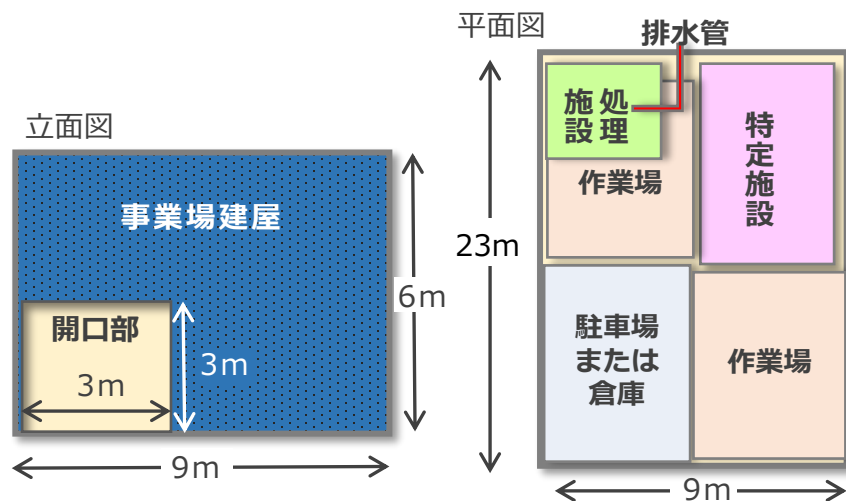 立面図
事業場建屋
開口部
3m
3m
6m
9m
平面図
排水管
処理
施設
作業場
特定施設
23m
駐車場
または
倉庫
作業場
9m